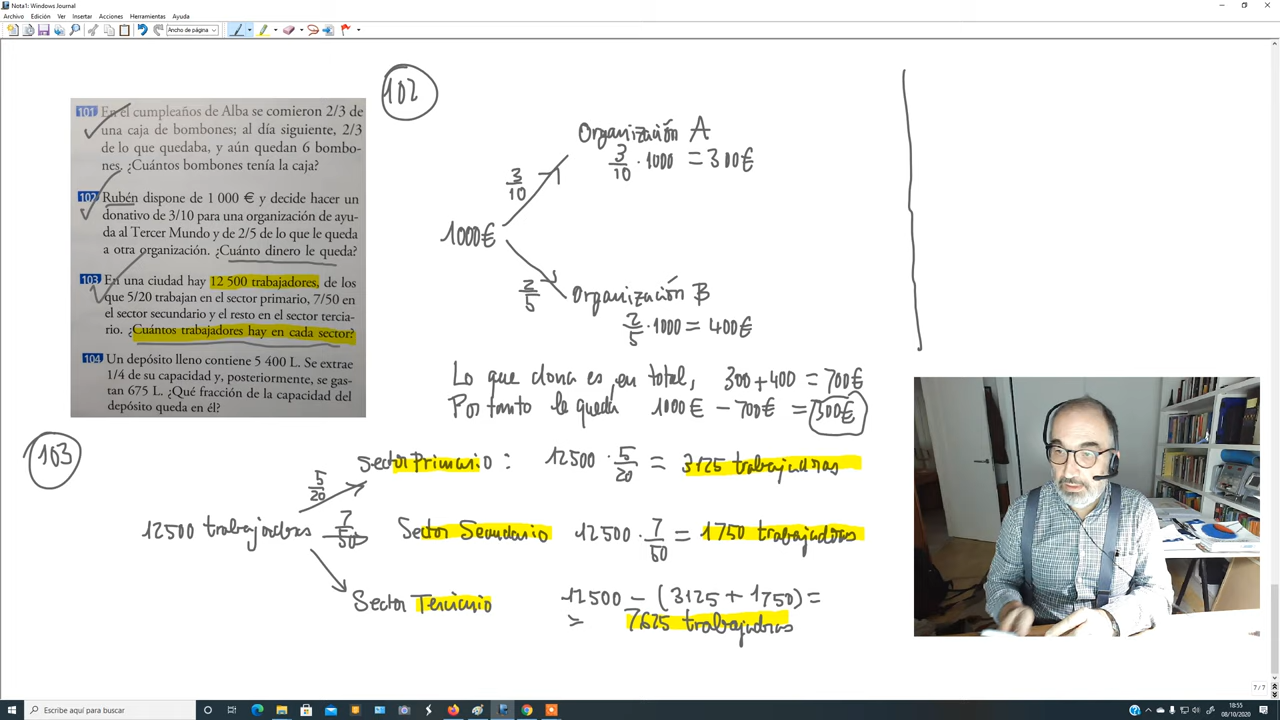 Nota1: Windows Journal
Archivo Edición Ver Insertar Acciones Herramientas Ayuda
Ancho de página
101 En el cumpleaños de Alba se comieron 2/3 de
una caja de bombones; al día siguiente, 2/3
de lo que quedaba, y aún quedan 6 bombo-
nes. ¿Cuántos bombones tenía la caja?
102 Rubén dispone de 1 000 € y decide hacer un
donativo de 3/10 para una organización de ayu-
da al Tercer Mundo y de 2/5 de lo que le queda
a otra organización. ¿Cuánto dinero le queda?
103 En una ciudad hay 12 500 trabajadores, de los
que 5/20 trabajan en el sector primario, 7/50 en
el sector secundario y el resto en el sector tercia-
rio. ¿Cuántos trabajadores hay en cada sector?
104 Un depósito lleno contiene 5 400 L. Se extrae
1/4 de su capacidad y, posteriormente, se gas-
tan 675 L. ¿Qué fracción de la capacidad del
depósito queda en él?
102
Organización A
3/10 · 1000 = 300€
3/10
1000€
2/5
Organización B
2/5 · 1000 = 400€
Lo que dona es, en total, 300+400 = 700€
Por tanto le queda 1000€ - 700€ = 300€
103
Sector Primario : 12500 · 5/20 = 3125 trabajadoras
5/20
12500 trabajadoras 7/50 Sector Secundario 12500 · 7/50 = 1750 trabajadoras
Sector Terciario 12500 - (3125 + 1750) =
= 7625 trabajadoras
7 / 7
Escribe aquí para buscar
18:55
08/10/2020